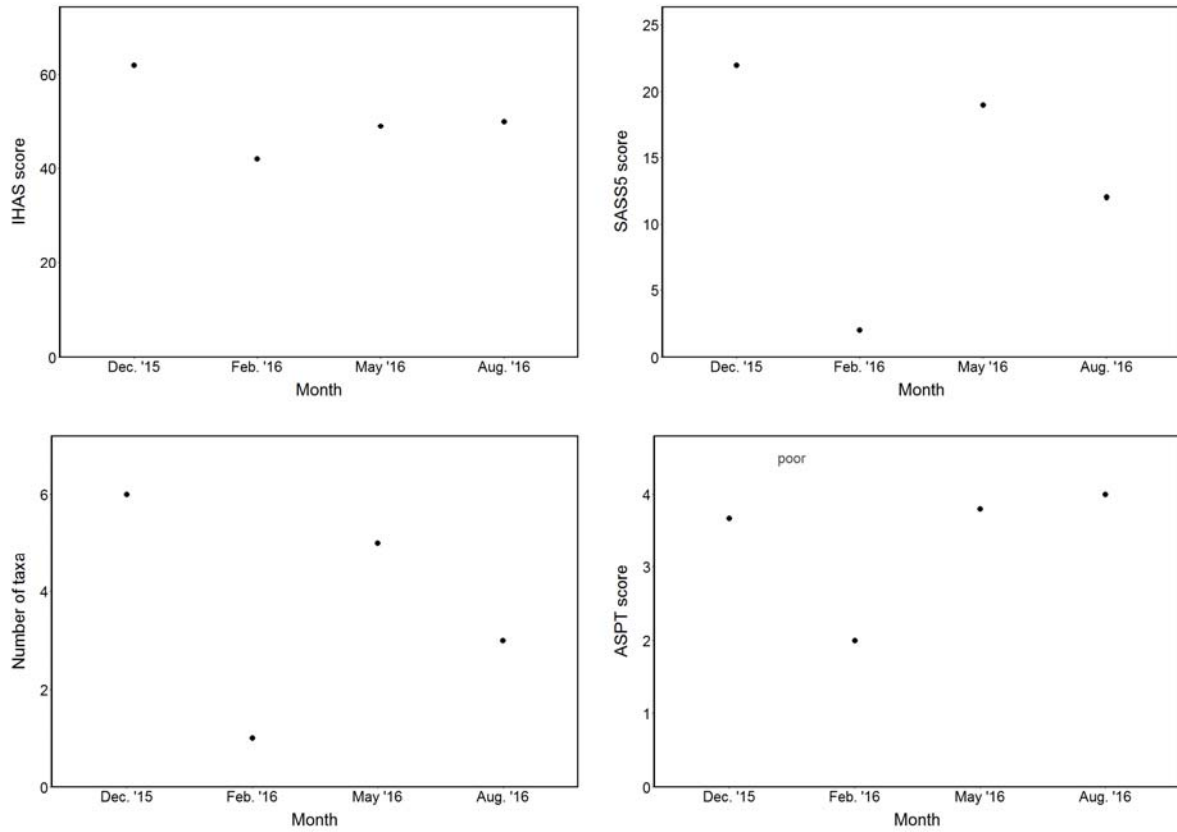 IHAS score
60
40
20
0
Dec. '15 Feb. '16 May '16 Aug. '16
Month
SASS5 score
25
20
15
10
5
0
Dec. '15 Feb. '16 May '16 Aug. '16
Month
Number of taxa
6
4
2
0
Dec. '15 Feb. '16 May '16 Aug. '16
Month
ASPT score
poor
4
3
2
1
0
Dec. '15 Feb. '16 May '16 Aug. '16
Month